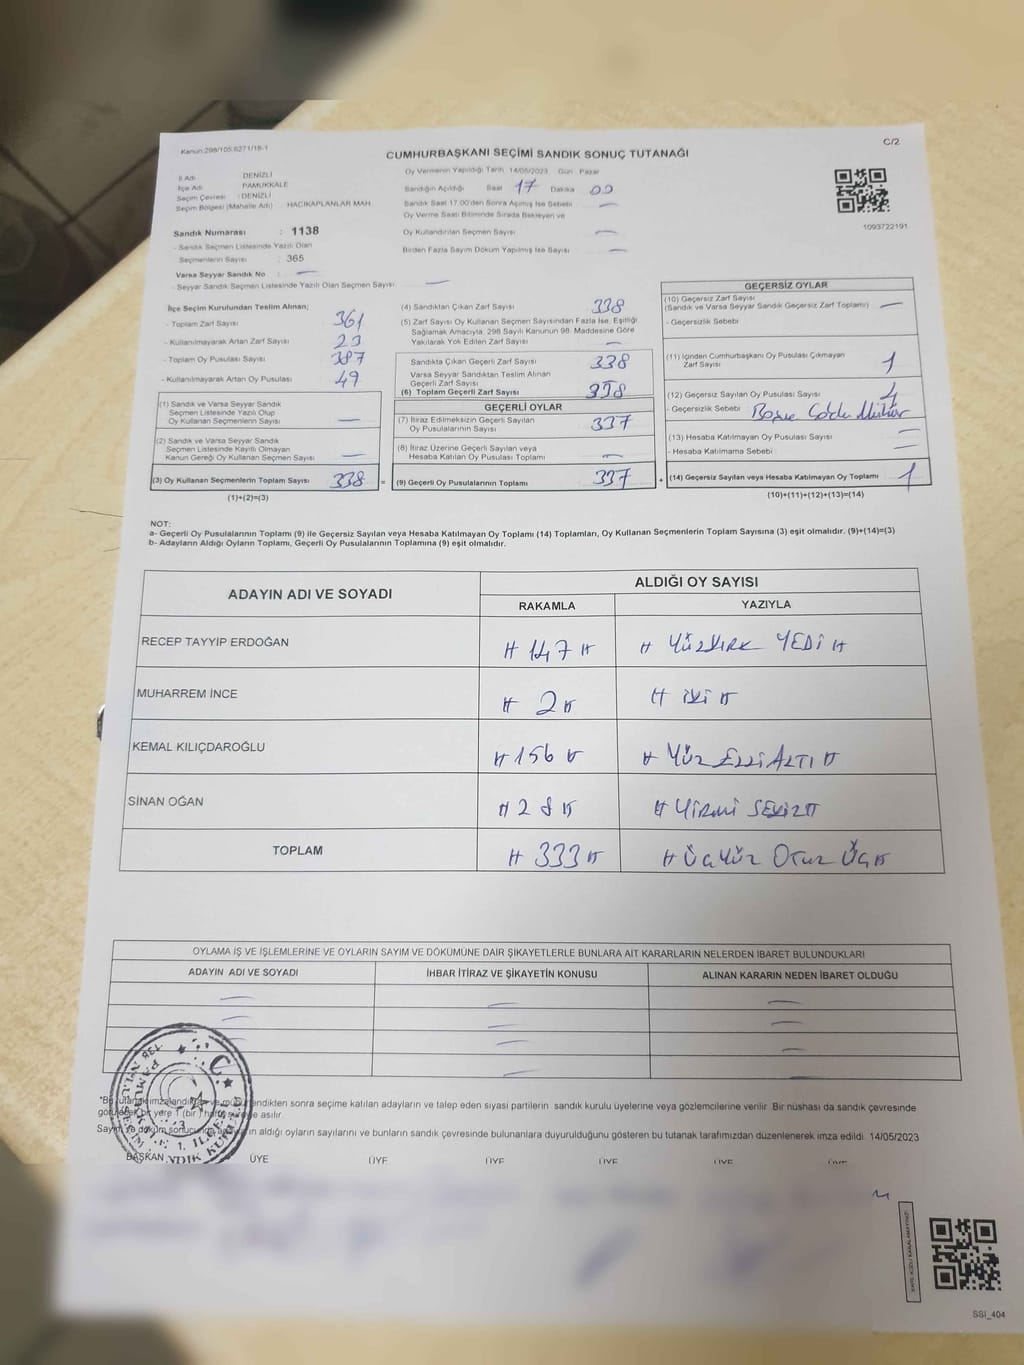 Kanun:298/105,6271/18-1
C/2
CUMHURBAŞKANI SEÇİMİ SANDIK SONUÇ TUTANAĞI
İl Adı : DENİZLİ
İlçe Adı : PAMUKKALE
Seçim Çevresi : DENİZLİ
Seçim Bölgesi (Mahalle Adı) : HACIKAPLANLAR MAH.
Sandık Numarası : 1138
- Sandık Seçmen Listesinde Yazılı Olan
Seçmenlerin Sayısı : 365
Varsa Seyyar Sandık No : —
- Seyyar Sandık Seçmen Listesinde Yazılı Olan Seçmen Sayısı —
Oy Vermenin Yapıldığı Tarih 14/05/2023 Gün Pazar
Sandığın Açıldığı Saat 17 Dakika 00
Sandık Saat 17:00'den Sonra Açılmış İse Sebebi —
Oy Verme Saati Bitiminde Sırada Bekleyen ve
Oy Kullandırılan Seçmen Sayısı —
Birden Fazla Sayım Döküm Yapılmış İse Sayısı —
1093722191
İlçe Seçim Kurulundan Teslim Alınan;
- Toplam Zarf Sayısı 361
- Kullanılmayarak Artan Zarf Sayısı 23
- Toplam Oy Pusulası Sayısı 387
- Kullanılmayarak Artan Oy Pusulası 49
(1) Sandık ve Varsa Seyyar Sandık
Seçmen Listesinde Yazılı Olup
Oy Kullanan Seçmenlerin Sayısı —
(2) Sandık ve Varsa Seyyar Sandık
Seçmen Listesinde Kayıtlı Olmayan
Kanun Gereği Oy Kullanan Seçmen Sayısı —
(3) Oy Kullanan Seçmenlerin Toplam Sayısı 338 =
(1)+(2)=(3)
(4) Sandıktan Çıkan Zarf Sayısı 338
(5) Zarf Sayısı Oy Kullanan Seçmen Sayısından Fazla İse, Eşitliği
Sağlamak Amacıyla, 298 Sayılı Kanunun 98. Maddesine Göre
Yakılarak Yok Edilen Zarf Sayısı —
Sandıkta Çıkan Geçerli Zarf Sayısı 338
Varsa Seyyar Sandıktan Teslim Alınan
Geçerli Zarf Sayısı
(6) Toplam Geçerli Zarf Sayısı 338
GEÇERLİ OYLAR
(7) İtiraz Edilmeksizin Geçerli Sayılan
Oy Pusulalarının Sayısı 337
(8) İtiraz Üzerine Geçerli Sayılan veya
Hesaba Katılan Oy Pusulası Toplamı —
(9) Geçerli Oy Pusulalarının Toplamı 337 +
GEÇERSİZ OYLAR
(10) Geçersiz Zarf Sayısı
(Sandık ve Varsa Seyyar Sandık Geçersiz Zarf Toplamı) —
- Geçersizlik Sebebi
(11) İçinden Cumhurbaşkanı Oy Pusulası Çıkmayan
Zarf Sayısı 1
(12) Geçersiz Sayılan Oy Pusulası Sayısı 4
- Geçersizlik Sebebi
(13) Hesaba Katılmayan Oy Pusulası Sayısı —
- Hesaba Katılmama Sebebi —
(14) Geçersiz Sayılan veya Hesaba Katılmayan Oy Toplamı 1
(10)+(11)+(12)+(13)=(14)
NOT:
a- Geçerli Oy Pusulalarının Toplamı (9) ile Geçersiz Sayılan veya Hesaba Katılmayan Oy Toplamı (14) Toplamları, Oy Kullanan Seçmenlerin Toplam Sayısına (3) eşit olmalıdır. (9)+(14)=(3)
b- Adayların Aldığı Oyların Toplamı, Geçerli Oy Pusulalarının Toplamına (9) eşit olmalıdır.
ADAYIN ADI VE SOYADI
ALDIĞI OY SAYISI
RAKAMLA YAZIYLA
RECEP TAYYİP ERDOĞAN # 147 # # YÜZKIRK YEDİ #
MUHARREM İNCE # 2 # # İKİ #
KEMAL KILIÇDAROĞLU # 156 # # YÜZ ELLİ ALTI #
SİNAN OĞAN # 28 # # YİRMİ SEKİZ #
TOPLAM # 333 # # ÜÇYÜZ OTUZ ÜÇ #
OYLAMA İŞ VE İŞLEMLERİNE VE OYLARIN SAYIM VE DÖKÜMÜNE DAİR ŞİKAYETLERLE BUNLARA AİT KARARLARIN NELERDEN İBARET BULUNDUKLARI
ADAYIN ADI VE SOYADI İHBAR İTİRAZ VE ŞİKAYETİN KONUSU ALINAN KARARIN NEDEN İBARET OLDUĞU
— — —
— — —
— — —
— —
*Bu tutanak imzalandıktan ve mühürlendikten sonra seçime katılan adayların ve talep eden siyasi partilerin sandık kurulu üyelerine veya gözlemcilerine verilir. Bir nüshası da sandık çevresinde
görülecek bir yere 1 (bir) hafta süreyle asılır.
Sayım ve döküm sonucunda adayların aldığı oyların sayılarını ve bunların sandık çevresinde bulunanlara duyurulduğunu gösteren bu tutanak tarafımızdan düzenlenerek imza edildi. 14/05/2023
BAŞKAN ÜYE ÜYE ÜYE ÜYE ÜYE ÜYE
SSİ_404